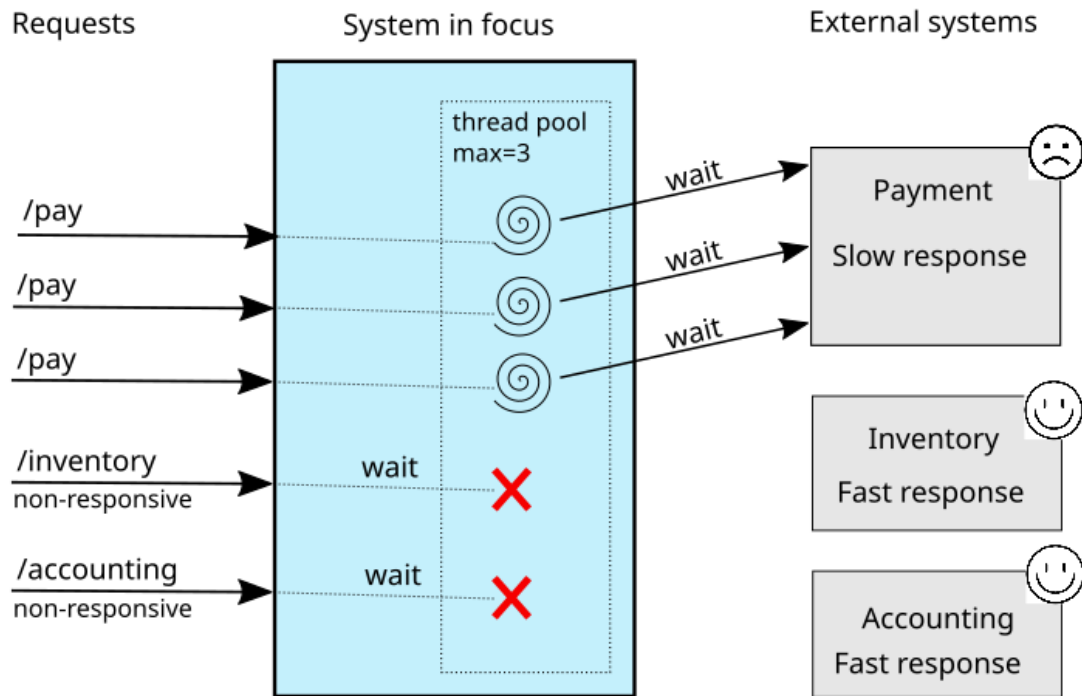 Requests
System in focus
External systems
thread pool
max=3
/pay
wait
Payment
Slow response
/pay
wait
/pay
wait
/inventory
non-responsive
wait
Inventory
Fast response
/accounting
non-responsive
wait
Accounting
Fast response